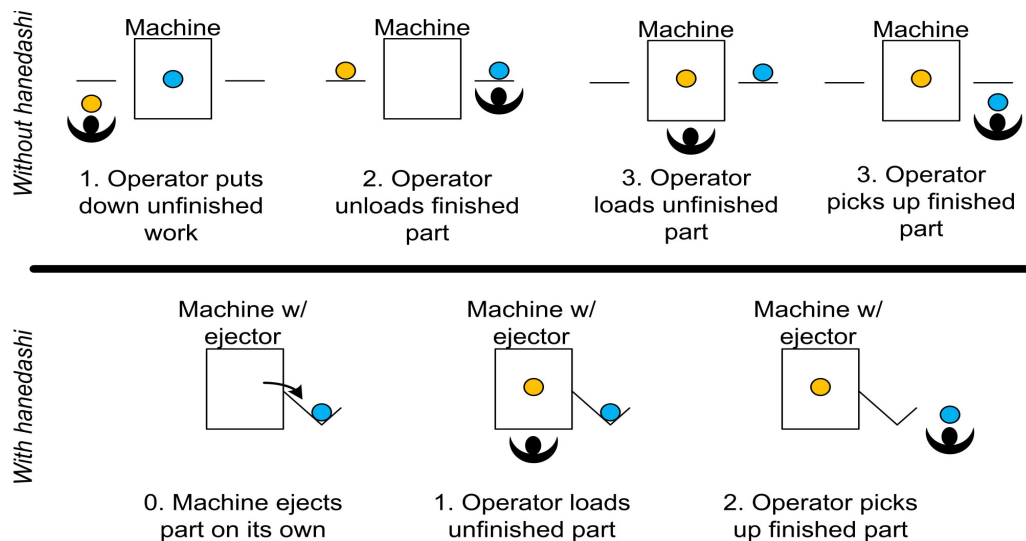 Without hanedashi
Machine
1. Operator puts
down unfinished
work
Machine
2. Operator
unloads finished
part
Machine
3. Operator
loads unfinished
part
Machine
3. Operator
picks up finished
part
With hanedashi
Machine w/
ejector
0. Machine ejects
part on its own
Machine w/
ejector
1. Operator loads
unfinished part
Machine w/
ejector
2. Operator picks
up finished part